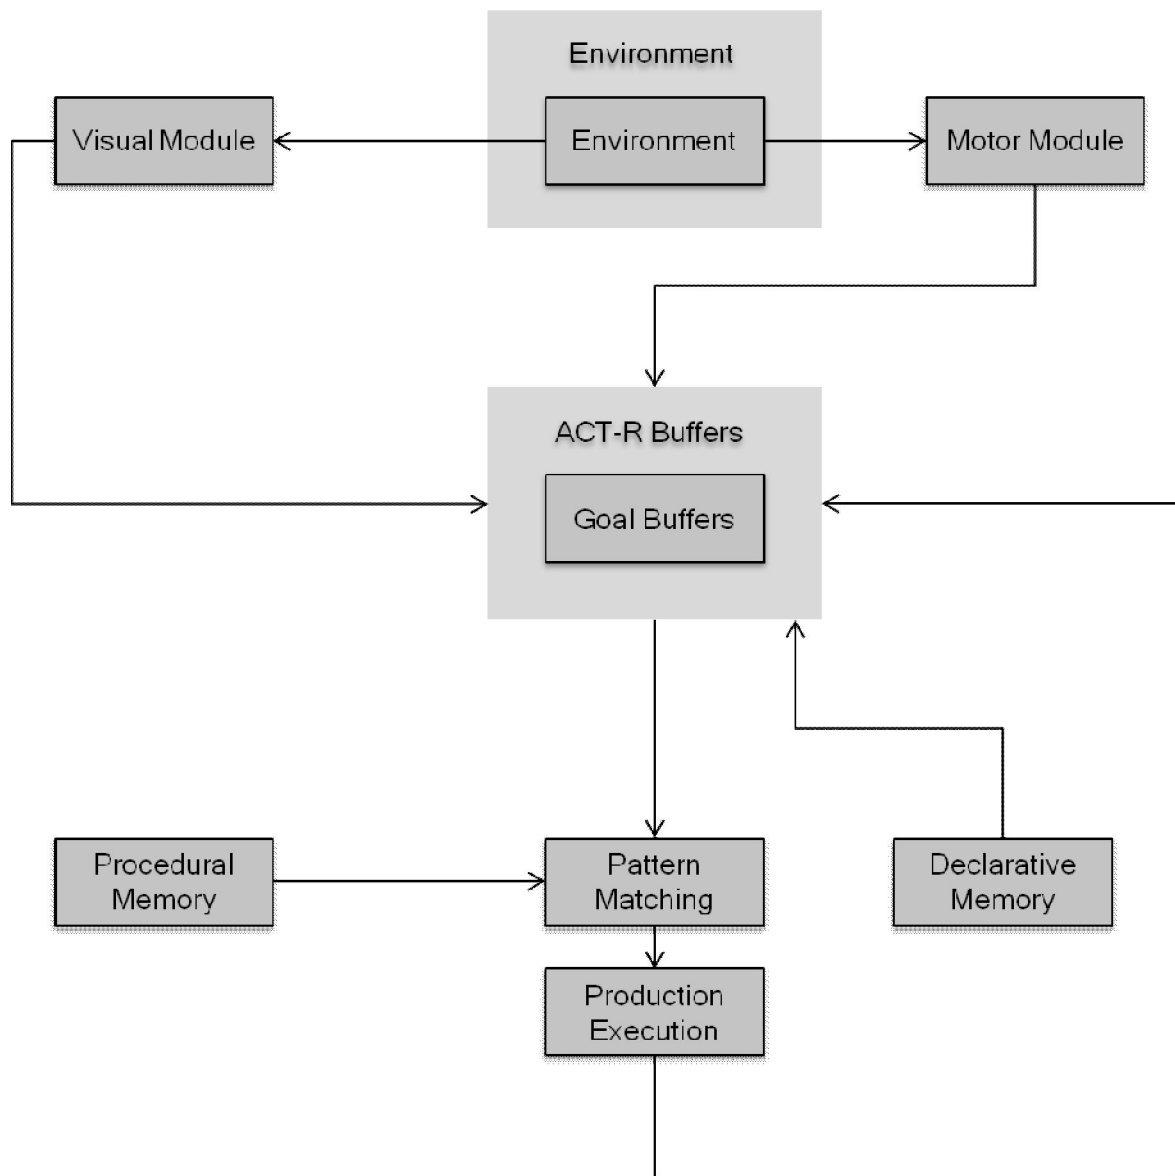 Environment
Visual Module
Environment
Motor Module
ACT-R Buffers
Goal Buffers
Procedural
Memory
Pattern
Matching
Declarative
Memory
Production
Execution